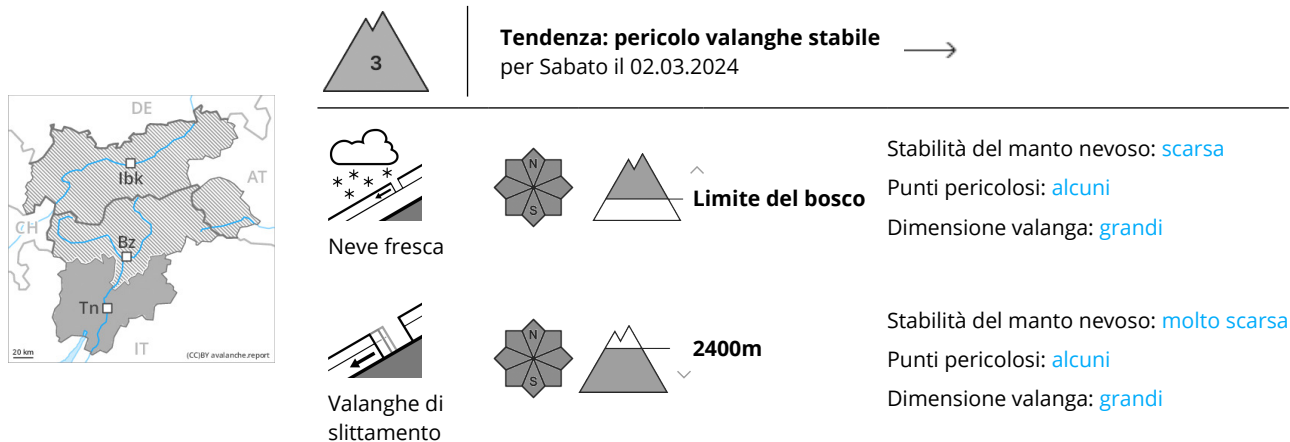 3
Tendenza: pericolo valanghe stabile
per Sabato il 02.03.2024
DE
Ibk
AT
CH
Bz
Tn
IT
20 km
(CC)BY avalanche.report
Neve fresca
N
S
Limite del bosco
Stabilità del manto nevoso: scarsa
Punti pericolosi: alcuni
Dimensione valanga: grandi
Valanghe di
slittamento
N
S
2400m
Stabilità del manto nevoso: molto scarsa
Punti pericolosi: alcuni
Dimensione valanga: grandi